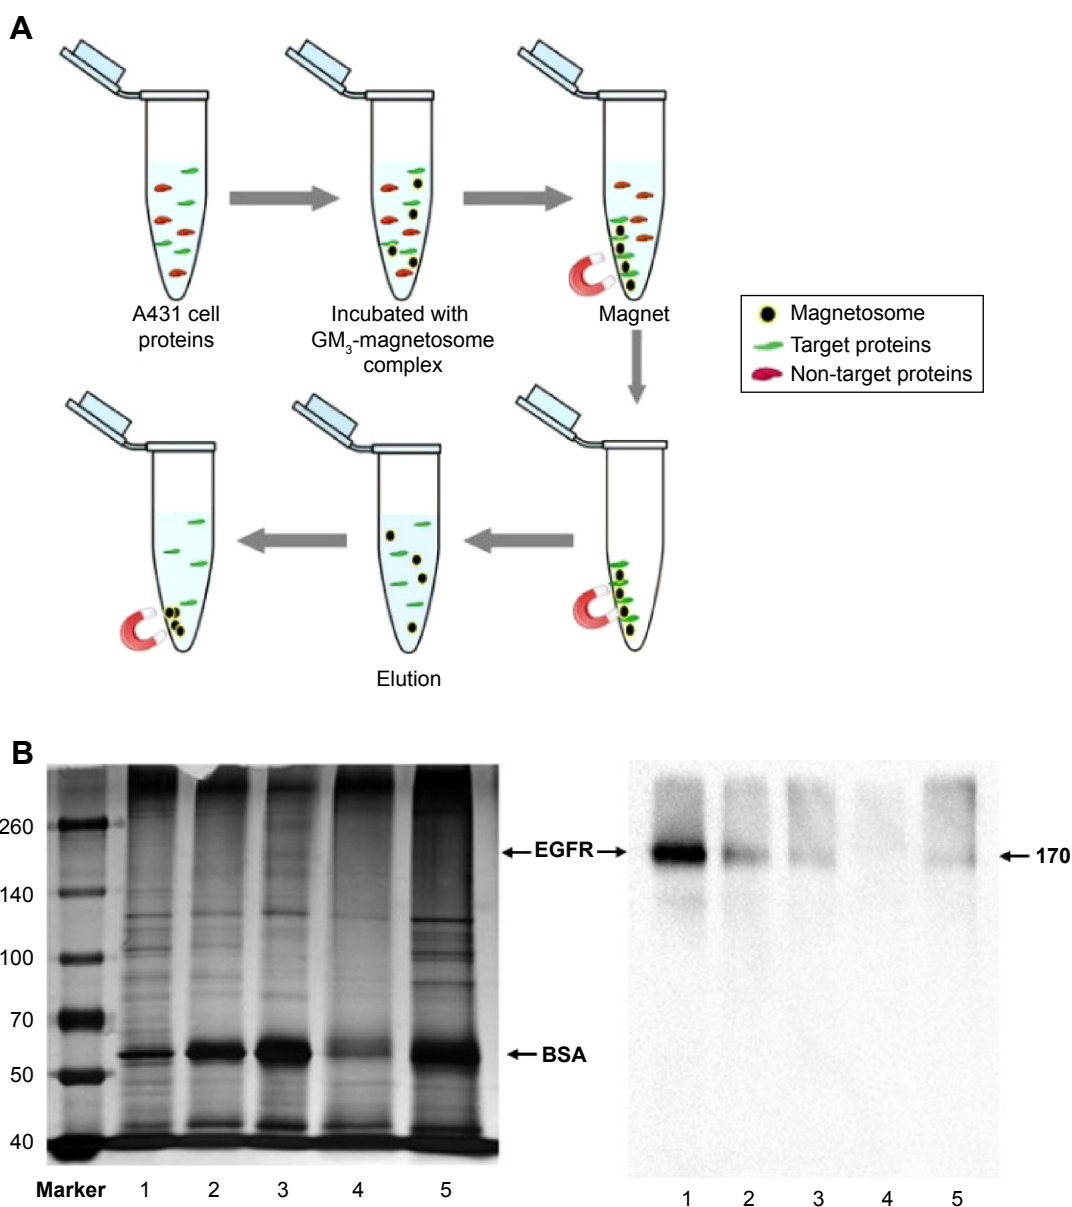 A
A431 cell
proteins
Incubated with
GM3-magnetosome
complex
Magnet
Magnetosome
Target proteins
Non-target proteins
Elution
B
260
140
100
70
50
40
EGFR
170
BSA
Marker 1 2 3 4 5
1 2 3 4 5